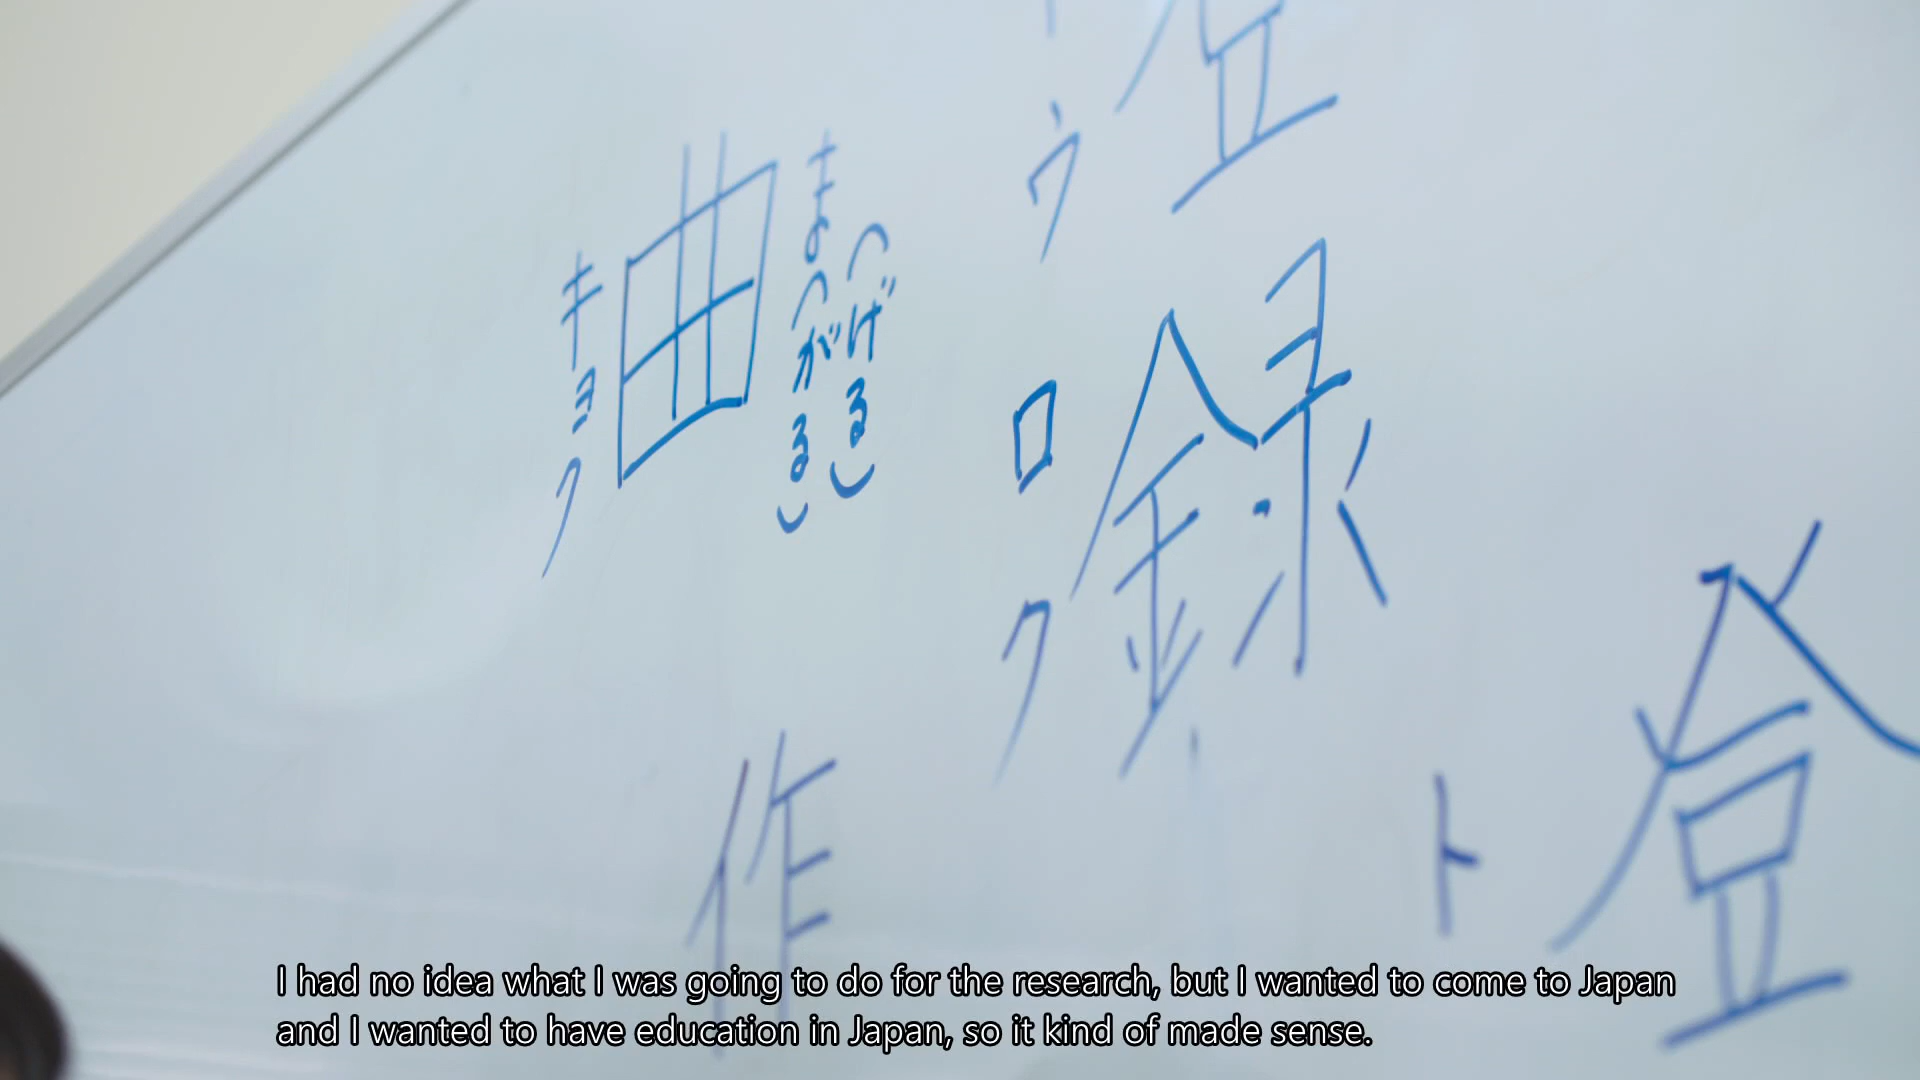 登
ト
登録
ウロク
曲作
ま(がる)
(げる)
キョク
I had no idea what I was going to do for the research, but I wanted to come to Japan
and I wanted to have education in Japan, so it kind of made sense.